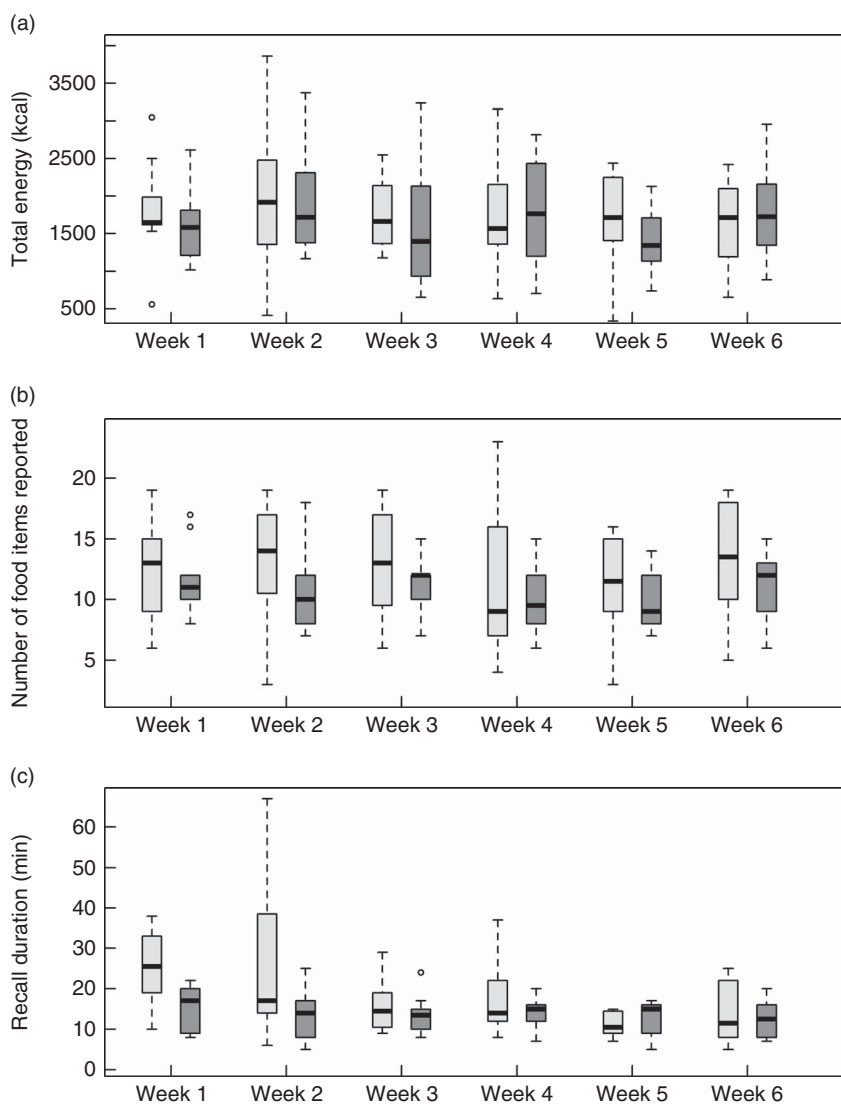 (a)
Total energy (kcal)
3500
2500
1500
500
Week 1 Week 2 Week 3 Week 4 Week 5 Week 6
(b)
Number of food items reported
20
15
10
5
Week 1 Week 2 Week 3 Week 4 Week 5 Week 6
(c)
Recall duration (min)
60
50
40
30
20
10
0
Week 1 Week 2 Week 3 Week 4 Week 5 Week 6